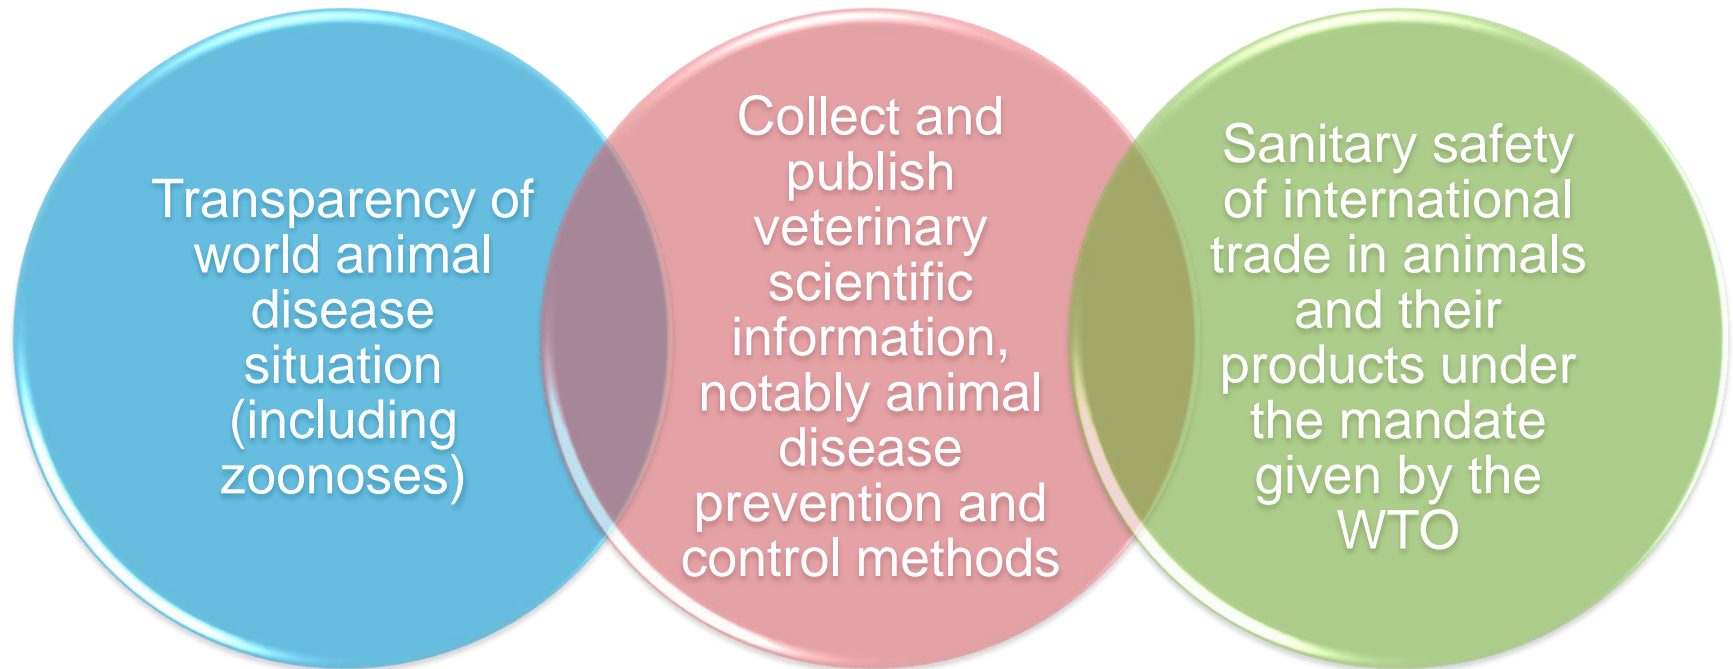 Transparency of
world animal
disease
situation
(including
zoonoses)
Collect and
publish
veterinary
scientific
information,
notably animal
disease
prevention and
control methods
Sanitary safety
of international
trade in animals
and their
products under
the mandate
given by the
WTO